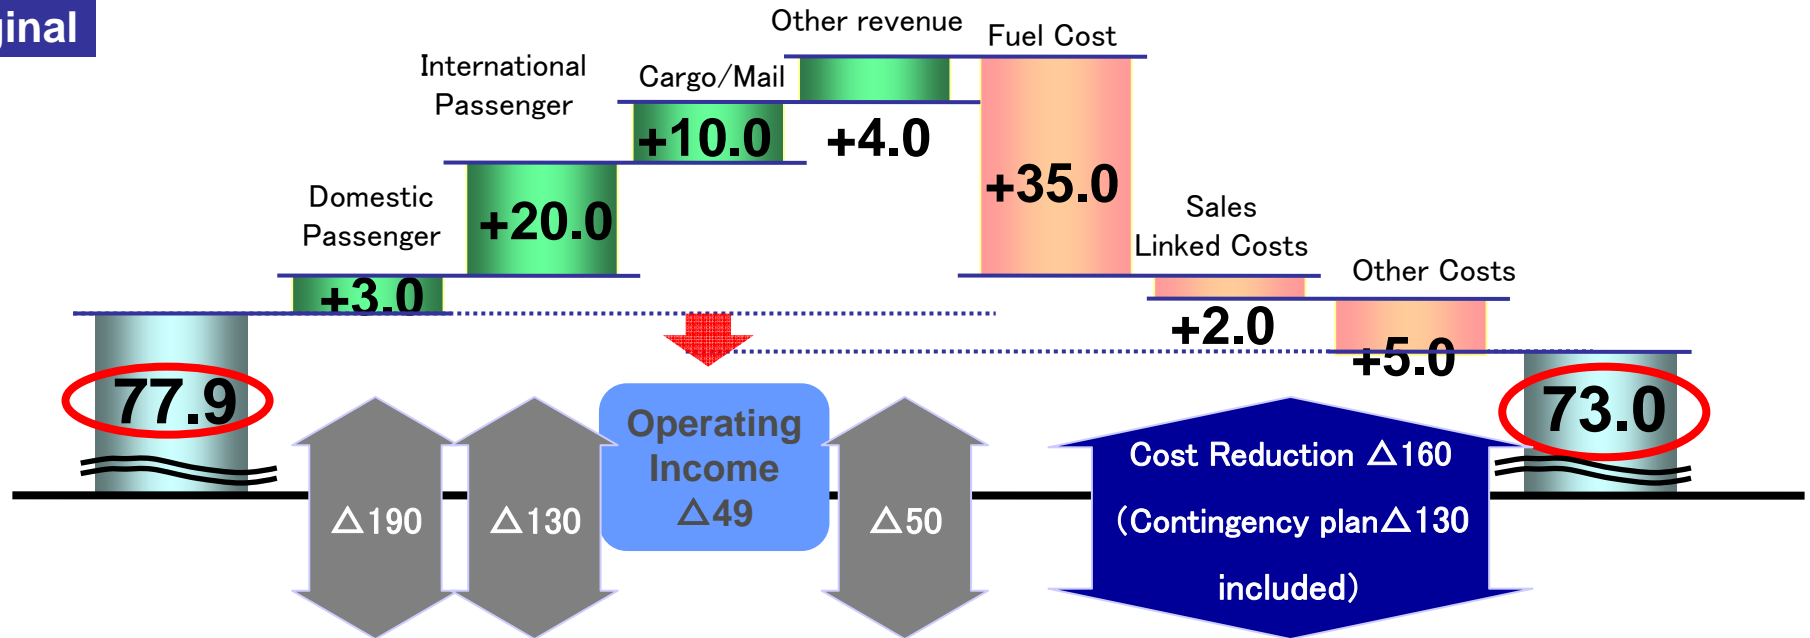 ginal
Other revenue
Fuel Cost
International
Passenger
Cargo/Mail
+10.0
+4.0
+35.0
Domestic
Passenger
+20.0
Sales
Linked Costs
Other Costs
+3.0
+2.0
+5.0
77.9
73.0
Operating
Income
△49
Cost Reduction △160
(Contingency plan△130
included)
△190
△130
△50